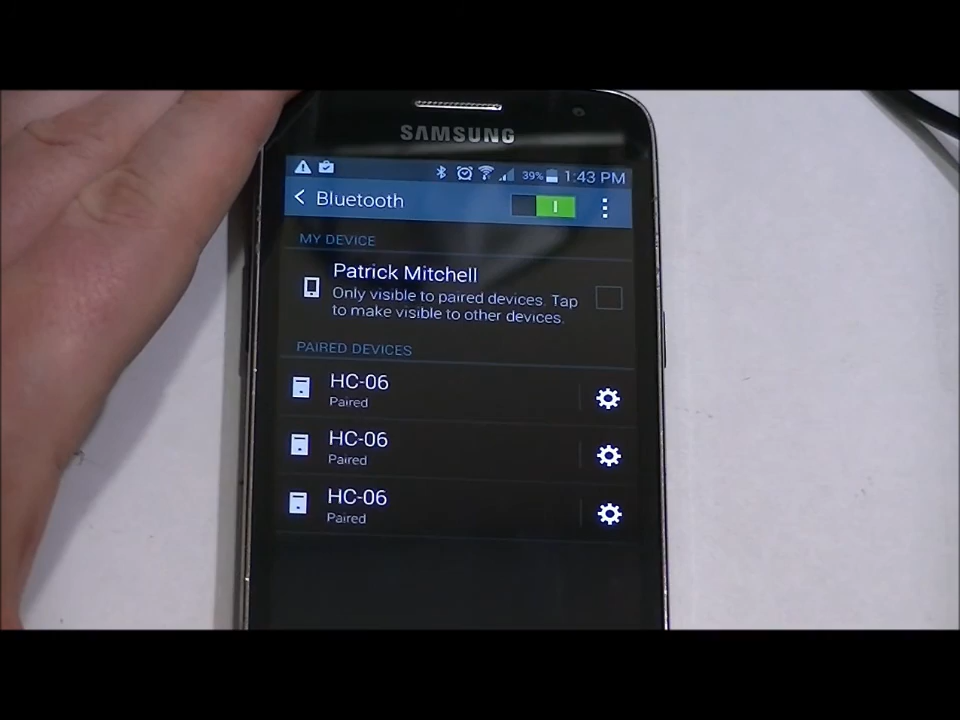 SAMSUNG
39% 1:43 PM
Bluetooth
MY DEVICE
Patrick Mitchell
Only visible to paired devices. Tap
to make visible to other devices.
PAIRED DEVICES
HC-06
Paired
HC-06
Paired
HC-06
Paired